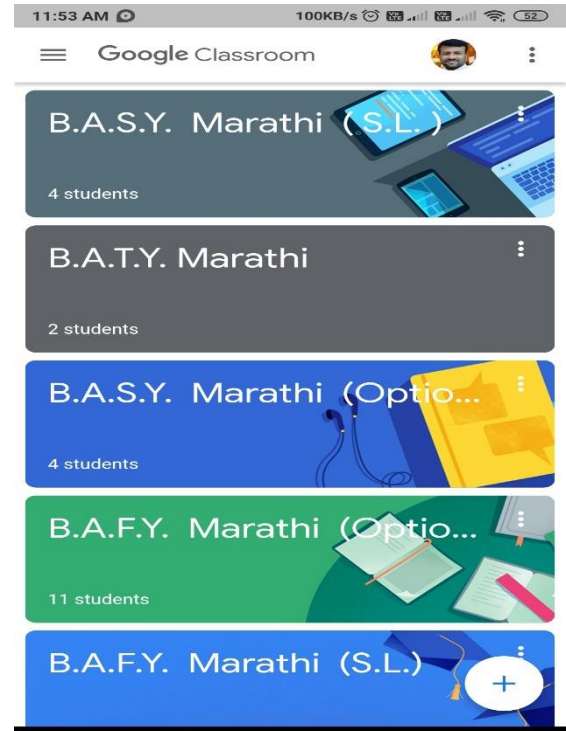 11:53 AM 100KB/s 52
Google Classroom
B.A.S.Y. Marathi (S.L.)
4 students
B.A.T.Y. Marathi
2 students
B.A.S.Y. Marathi (Optio...
4 students
B.A.F.Y. Marathi (Optio...
11 students
B.A.F.Y. Marathi (S.L.)